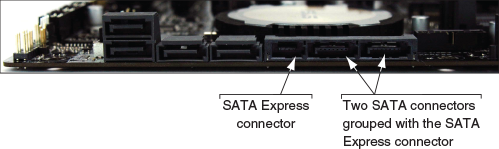 SATA Express
connector
Two SATA connectors
grouped with the SATA
Express connector